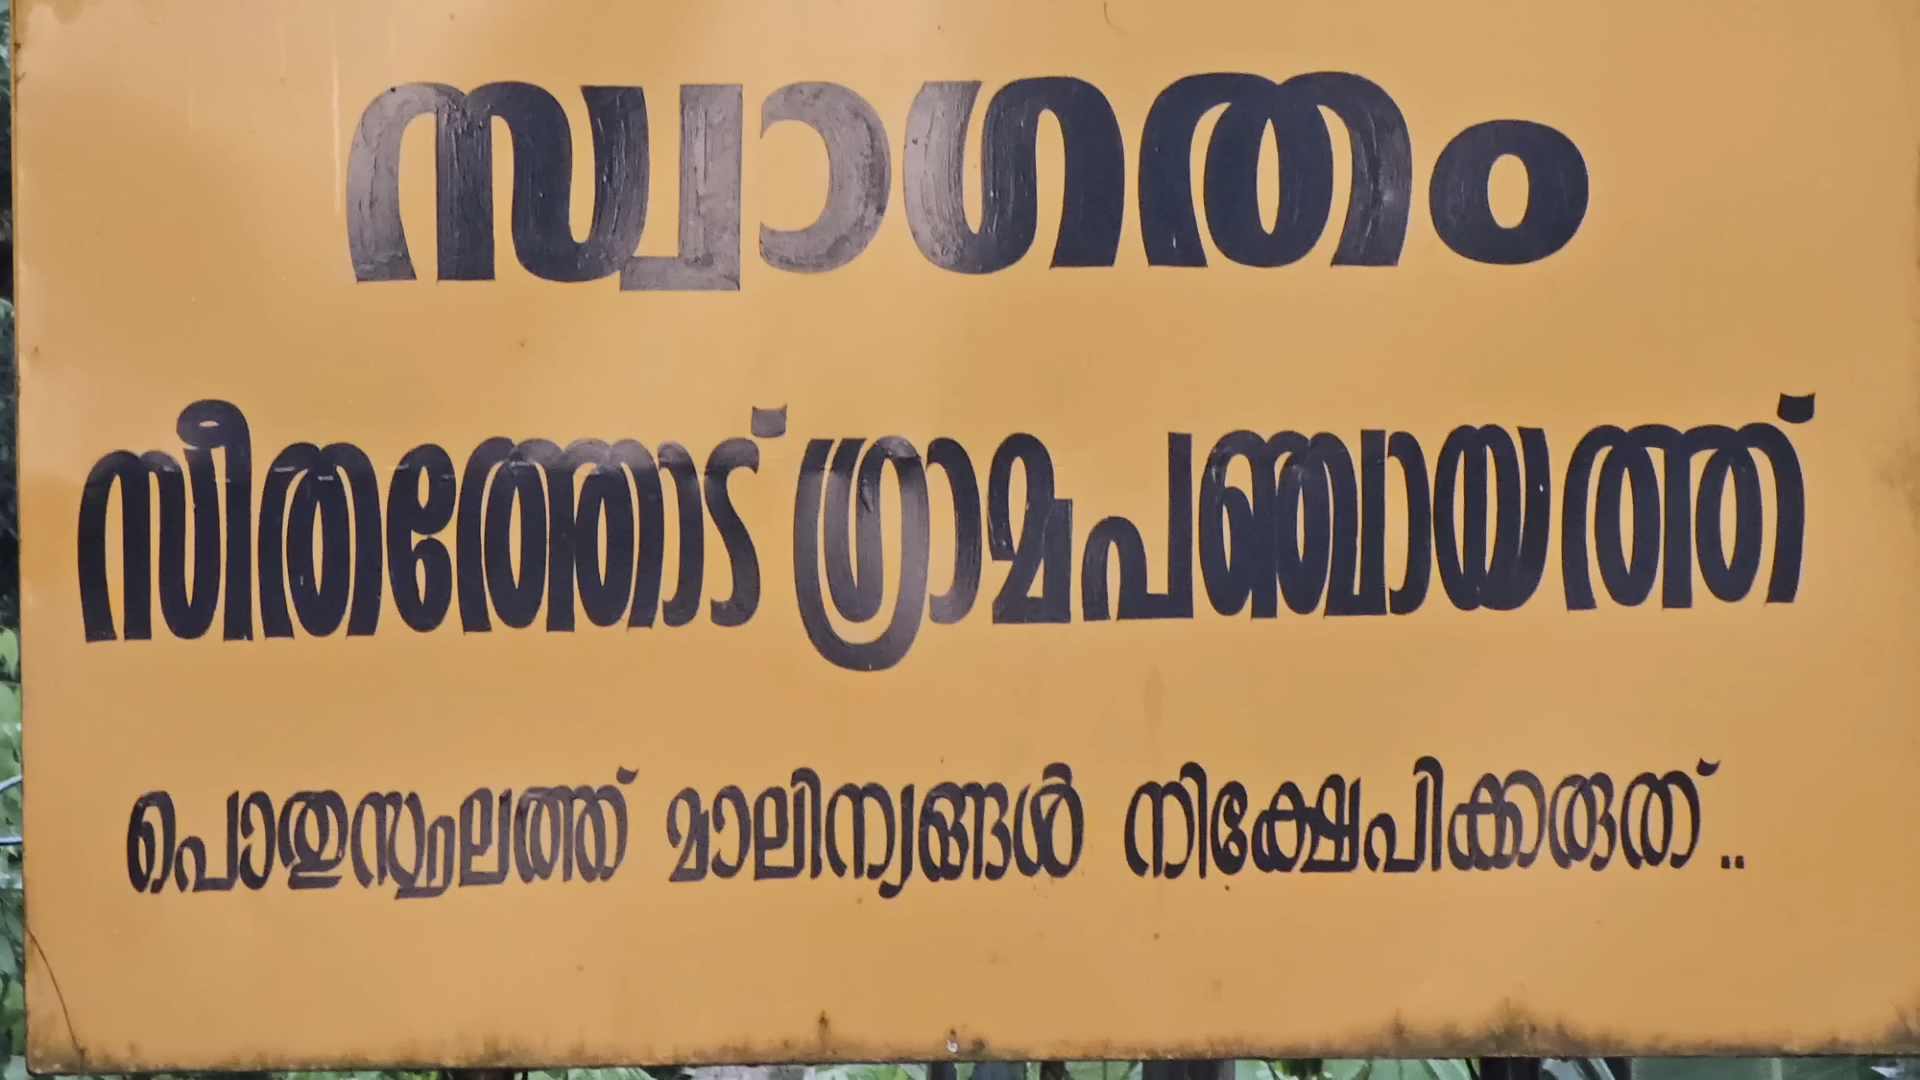 സ്വാഗതം
സീതത്തോട് ഗ്രാമപഞ്ചായത്ത്
പൊതുസ്ഥലത്ത് മാലിന്യങ്ങൾ നിക്ഷേപിക്കരുത്..